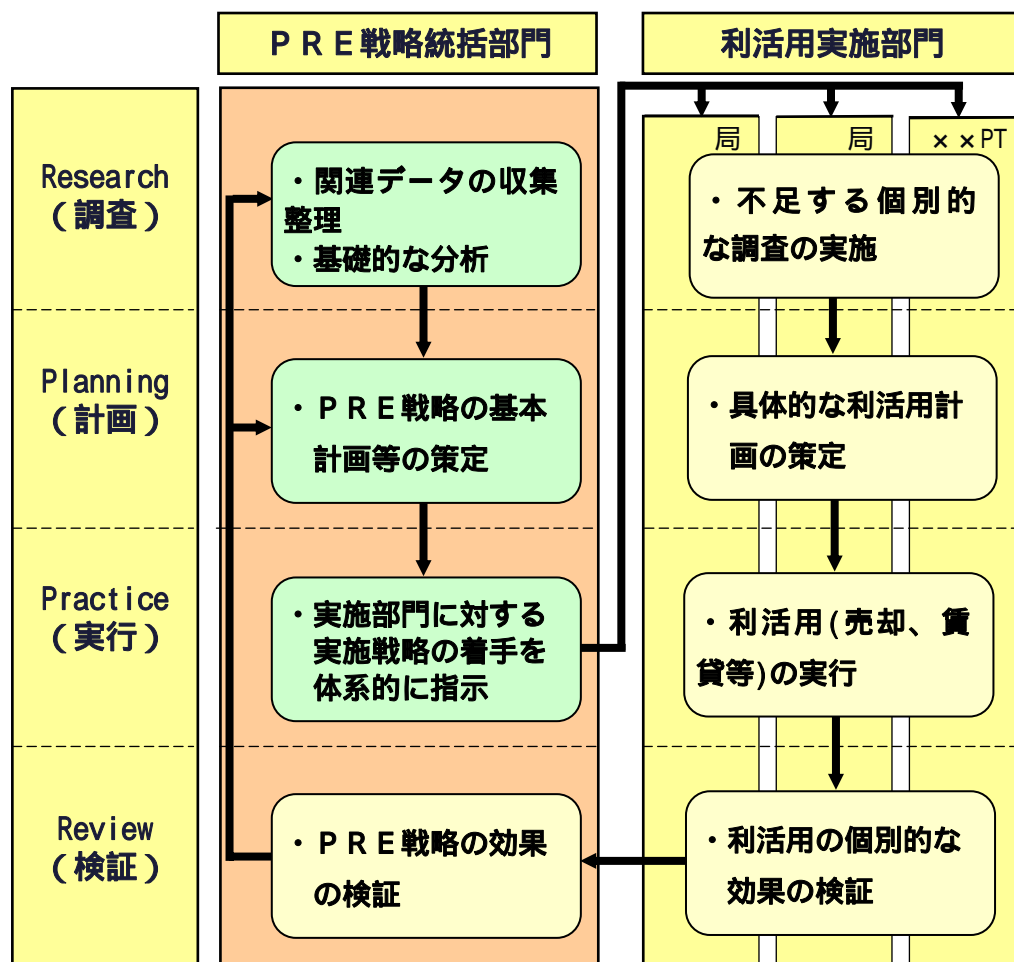 ＰＲＥ戦略統括部門
利活用実施部門
局
局
××PT
Research
（調査）
・関連データの収集
整理
・基礎的な分析
・不足する個別的
な調査の実施
Planning
（計画）
・ＰＲＥ戦略の基本
計画等の策定
・具体的な利活用計
画の策定
Practice
（実行）
・実施部門に対する
実施戦略の着手を
体系的に指示
・利活用(売却、賃
貸等)の実行
Review
（検証）
・ＰＲＥ戦略の効果
の検証
・利活用の個別的な
効果の検証